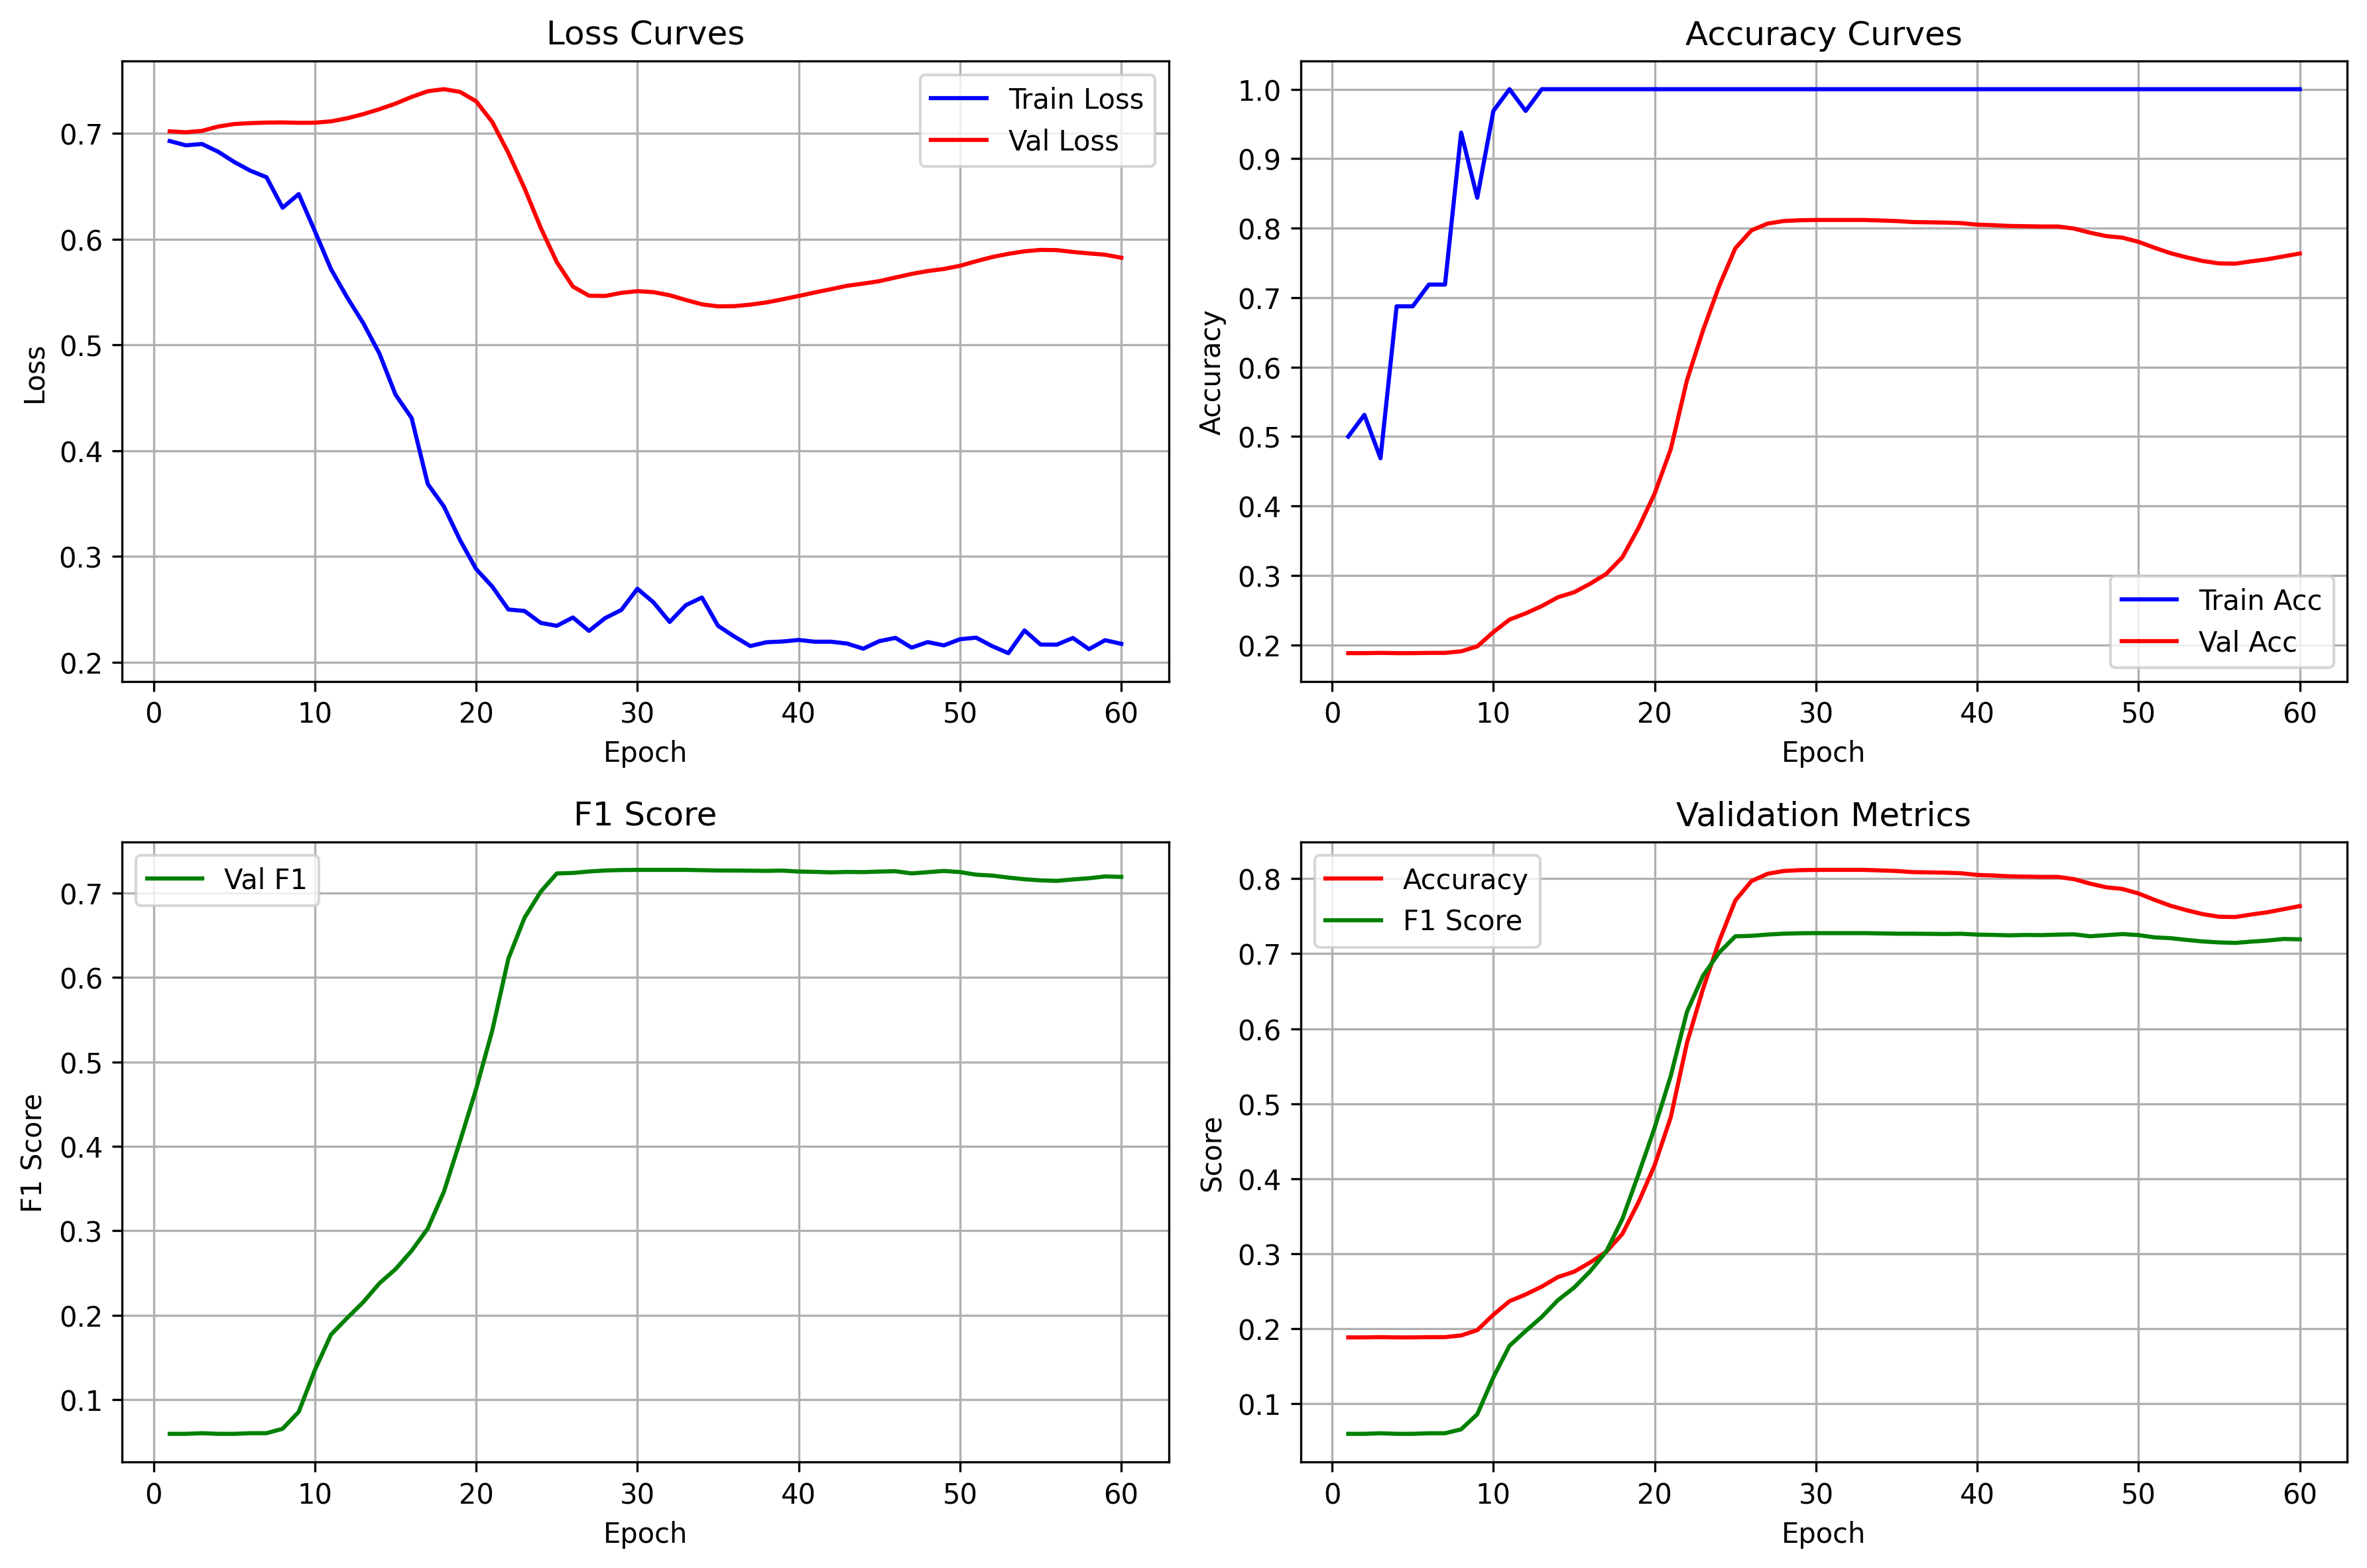 Loss Curves
Train Loss
Val Loss
0.7
0.6
0.5
0.4
0.3
0.2
Loss
0 10 20 30 40 50 60
Epoch
Accuracy Curves
1.0
0.9
0.8
0.7
0.6
0.5
0.4
0.3
0.2
Accuracy
Train Acc
Val Acc
0 10 20 30 40 50 60
Epoch
F1 Score
Val F1
0.7
0.6
0.5
0.4
0.3
0.2
0.1
F1 Score
0 10 20 30 40 50 60
Epoch
Validation Metrics
Accuracy
F1 Score
0.8
0.7
0.6
0.5
0.4
0.3
0.2
0.1
Score
0 10 20 30 40 50 60
Epoch